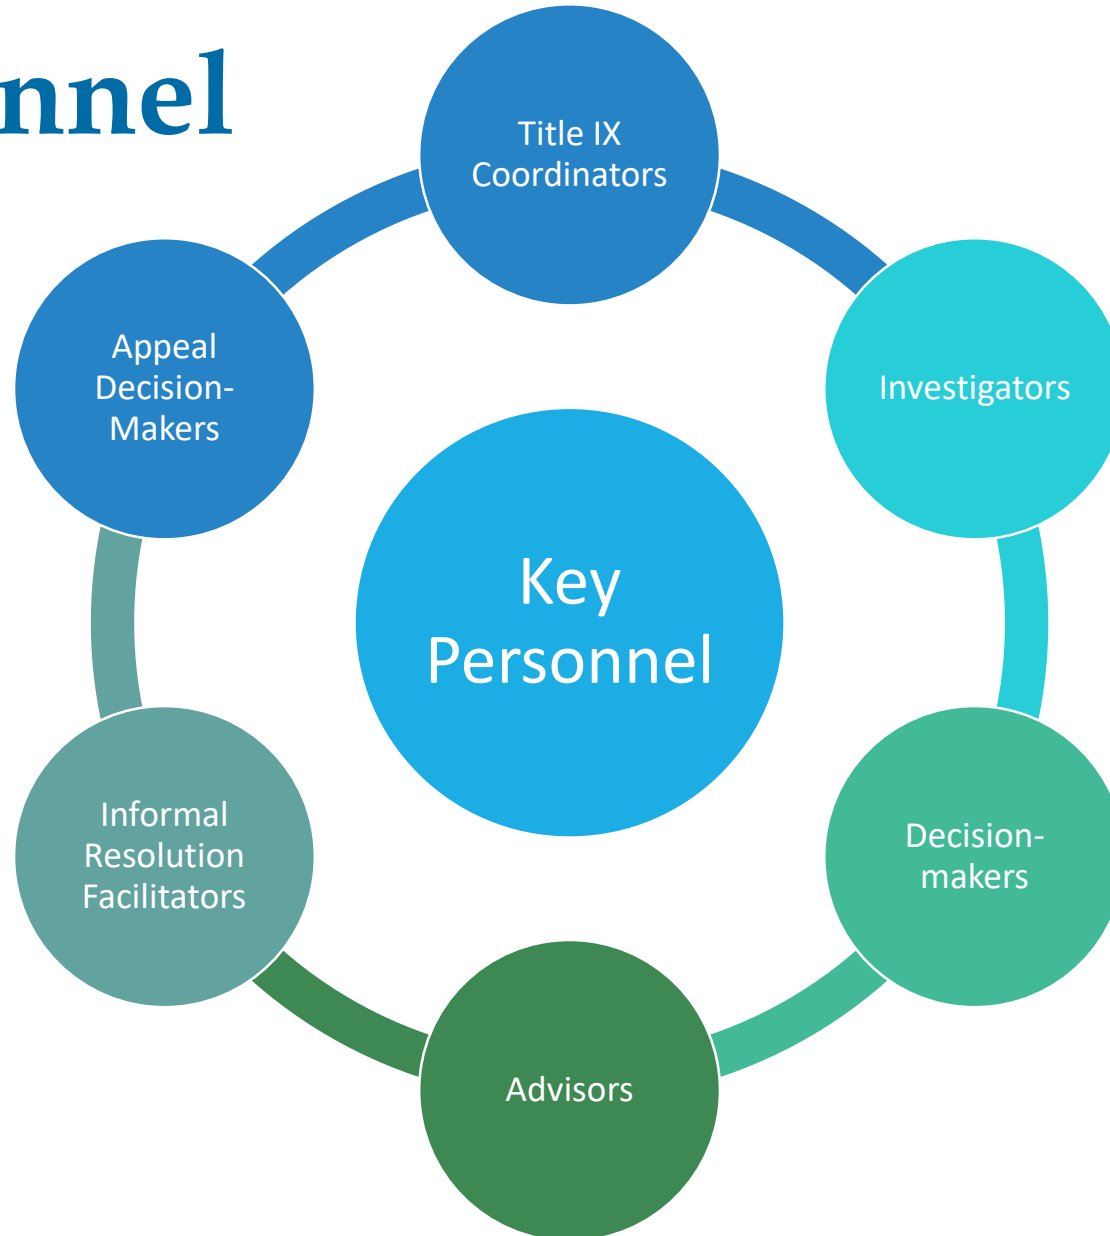 nnel
Title IX
Coordinators
Investigators
Decision-
makers
Advisors
Informal
Resolution
Facilitators
Appeal
Decision-
Makers
Key
Personnel